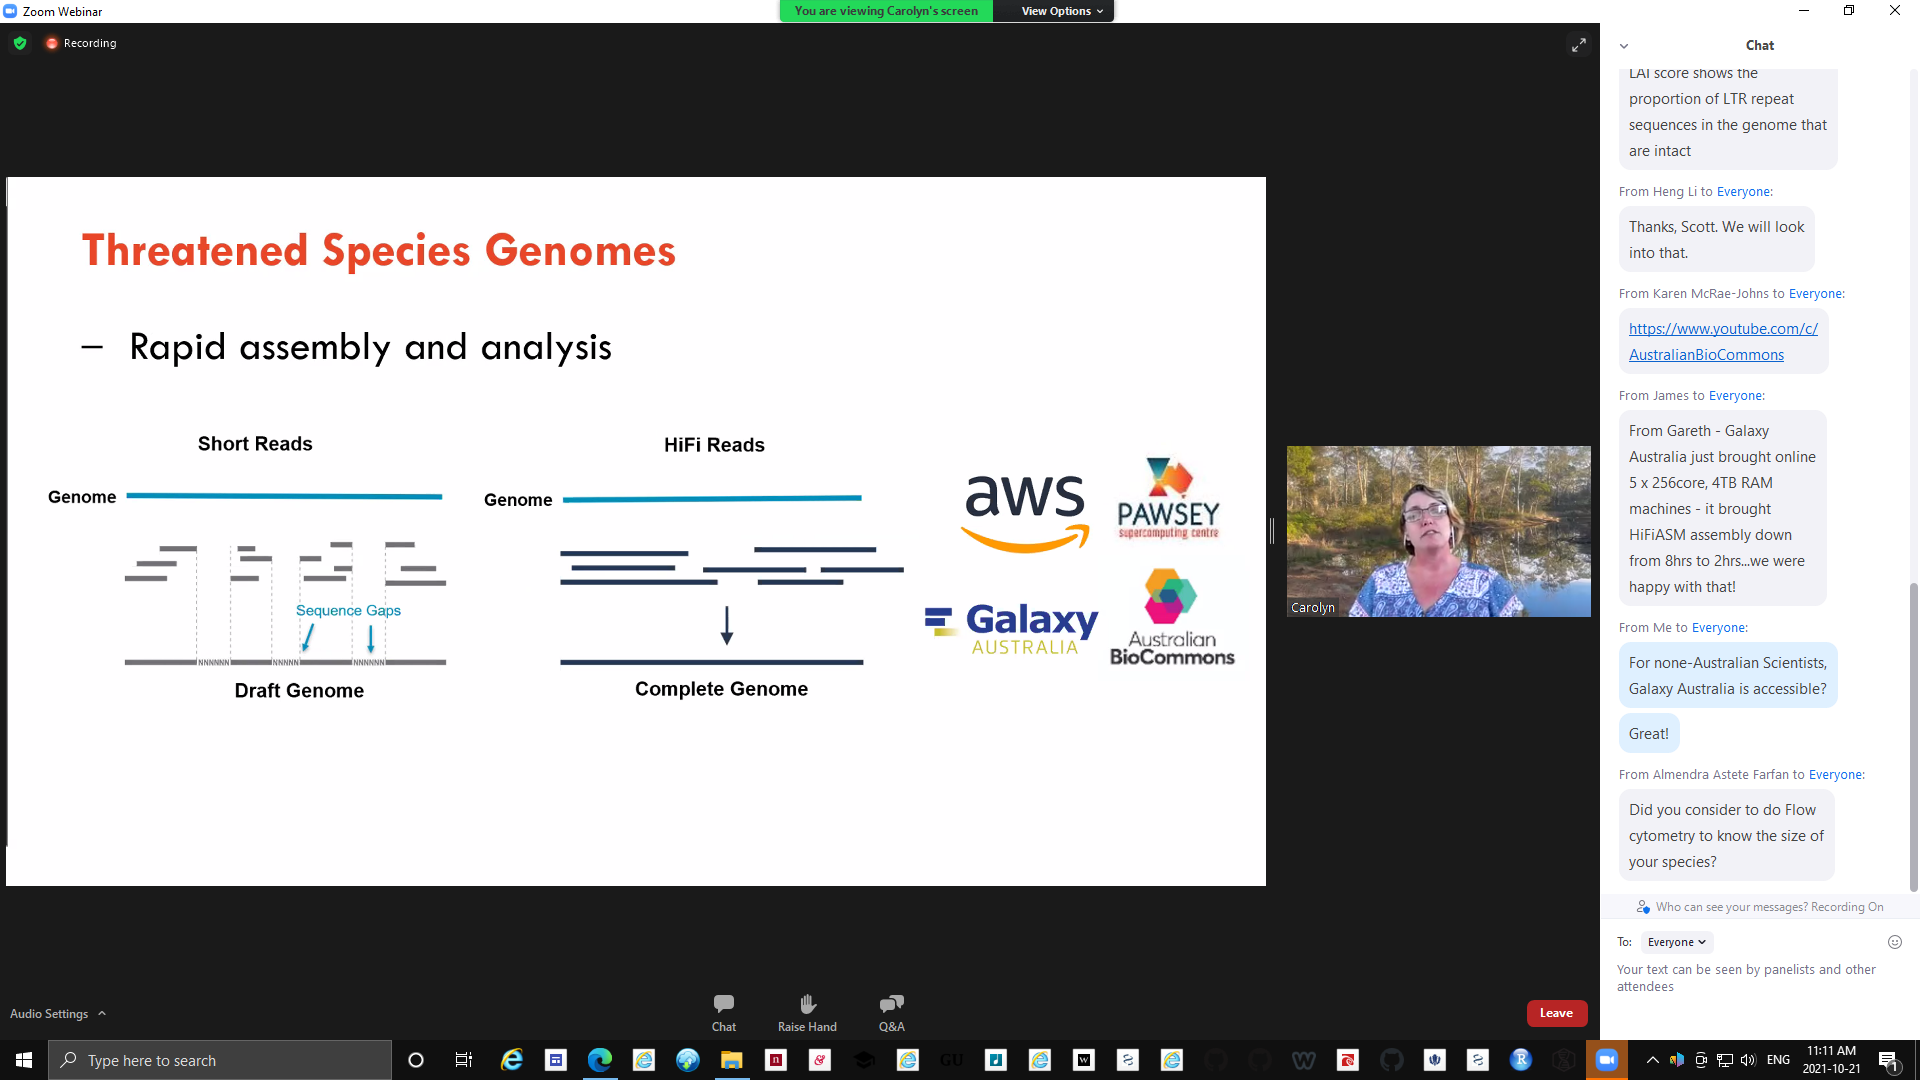 Zoom Webinar
You are viewing Carolyn's screen
View Options
Recording
Threatened Species Genomes
– Rapid assembly and analysis
Short Reads
Genome
Sequence Gaps
NNNNNN
NNNNN
NNNNNN
Draft Genome
HiFi Reads
Genome
Complete Genome
aws
PAWSEY
supercomputing centre
Galaxy
AUSTRALIA
Australian
BioCommons
Carolyn
Chat
LAI score shows the
proportion of LTR repeat
sequences in the genome that
are intact
From Heng Li to Everyone:
Thanks, Scott. We will look
into that.
From Karen McRae-Johns to Everyone:
https://www.youtube.com/c/
AustralianBioCommons
From James to Everyone:
From Gareth - Galaxy
Australia just brought online
5 x 256core, 4TB RAM
machines - it brought
HiFiASM assembly down
from 8hrs to 2hrs...we were
happy with that!
From Me to Everyone:
For none-Australian Scientists,
Galaxy Australia is accessible?
Great!
From Almendra Astete Farfan to Everyone:
Did you consider to do Flow
cytometry to know the size of
your species?
Who can see your messages? Recording On
To: Everyone
Your text can be seen by panelists and other
attendees
Audio Settings
Chat
Raise Hand
Q&A
Leave
Type here to search
GU
ENG
11:11 AM
2021-10-21
1